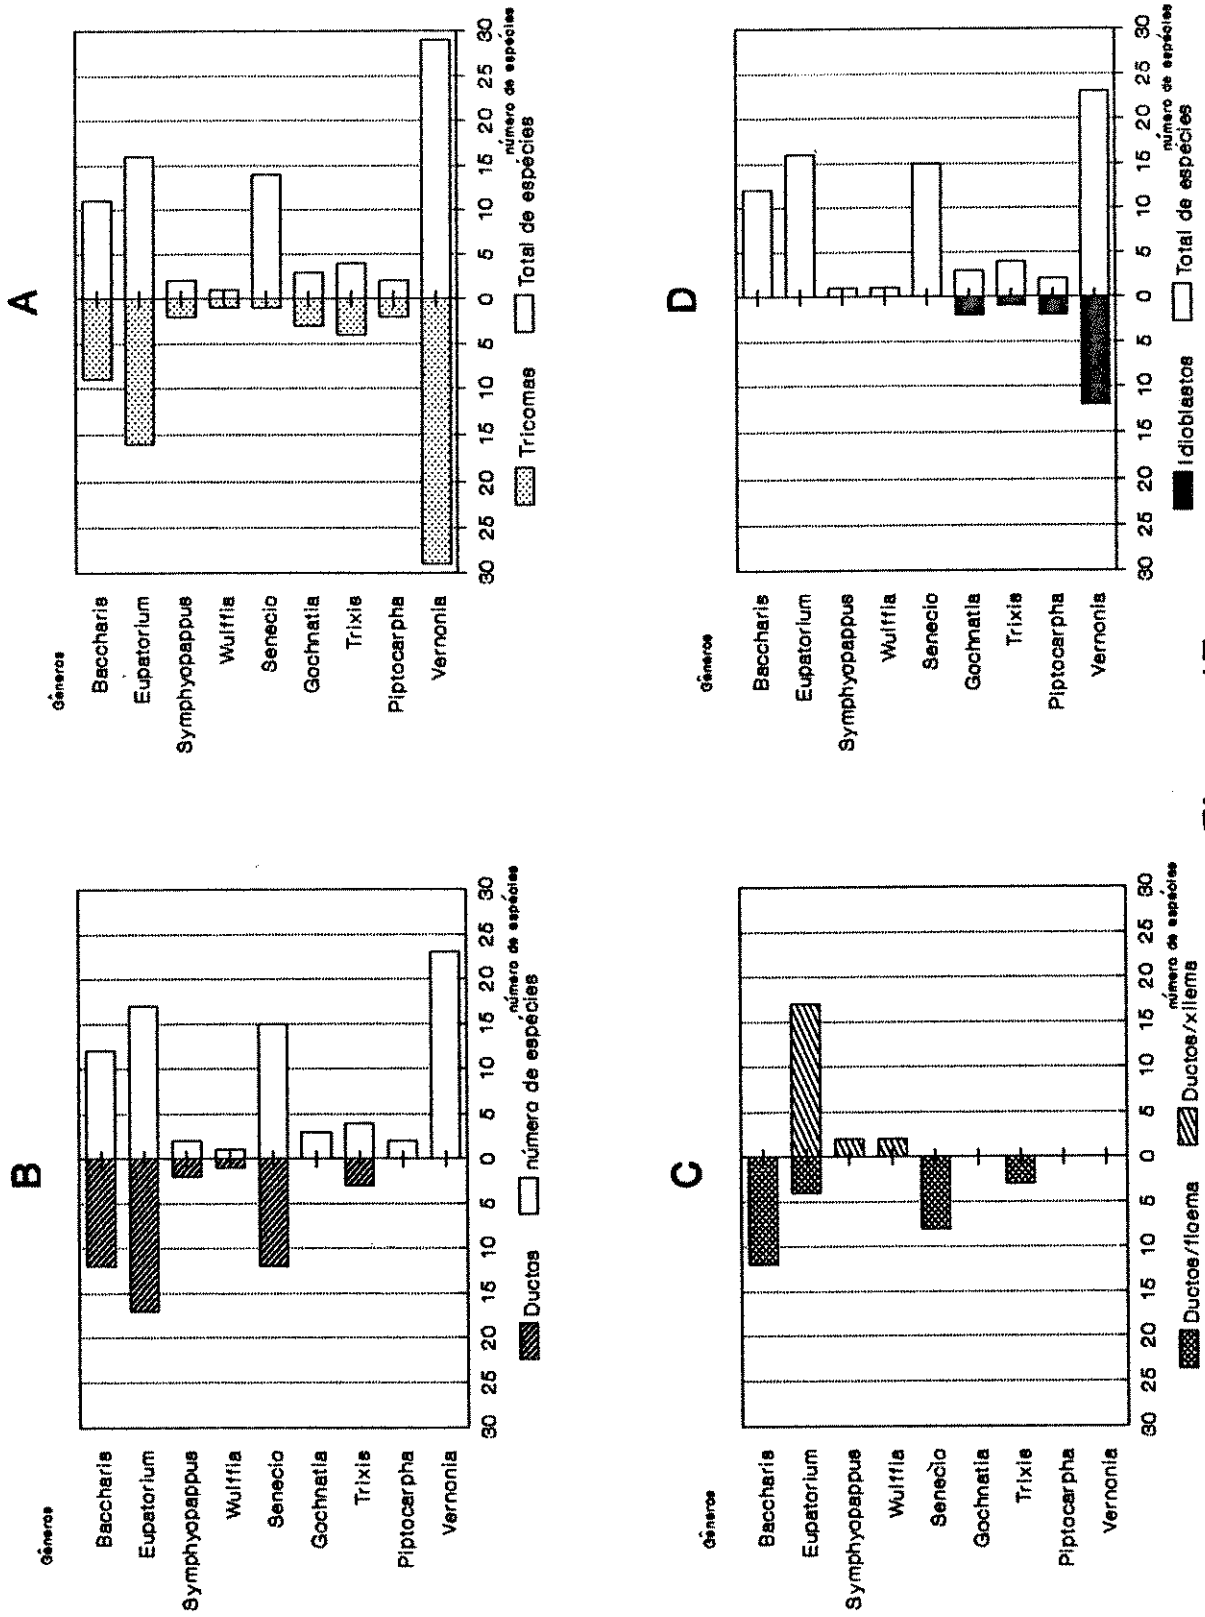 A
Gêneros
Baccharis
Eupatorium
Symphyopappus
Wulffia
Senecio
Gochnatia
Trixis
Piptocarpha
Vernonia
30 25 20 15 10 5 0 5 10 15 20 25 30
número de espécies
Tricomas Total de espécies
B
Gêneros
Baccharis
Eupatorium
Symphyopappus
Wulffia
Senecio
Gochnatia
Trixis
Piptocarpha
Vernonia
30 25 20 15 10 5 0 5 10 15 20 25 30
número de espécies
Ductos número de espécies
C
Gêneros
Baccharis
Eupatorium
Symphyopappus
Wulffia
Senecio
Gochnatia
Trixis
Piptocarpha
Vernonia
30 25 20 15 10 5 0 5 10 15 20 25 30
número de espécies
Ductos/floema Ductos/xilema
D
Gêneros
Baccharis
Eupatorium
Symphyopappus
Wulffia
Senecio
Gochnatia
Trixis
Piptocarpha
Vernonia
30 25 20 15 10 5 0 5 10 15 20 25 30
número de espécies
Idioblastos Total de espécies